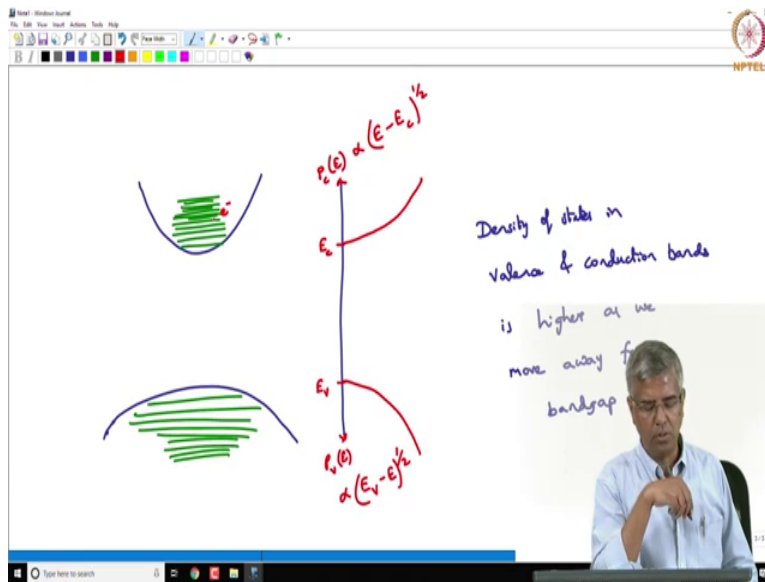 Note1 - Windows Journal
File Edit View Insert Actions Tools Help
B I
NPTEL
ρc(E) α (E - Ec)^1/2
Ec
e-
Ev
ρv(E)
α (Ev - E)^1/2
Density of states in
valence & conduction bands
is higher as we
move away
bandgap
Type here to search